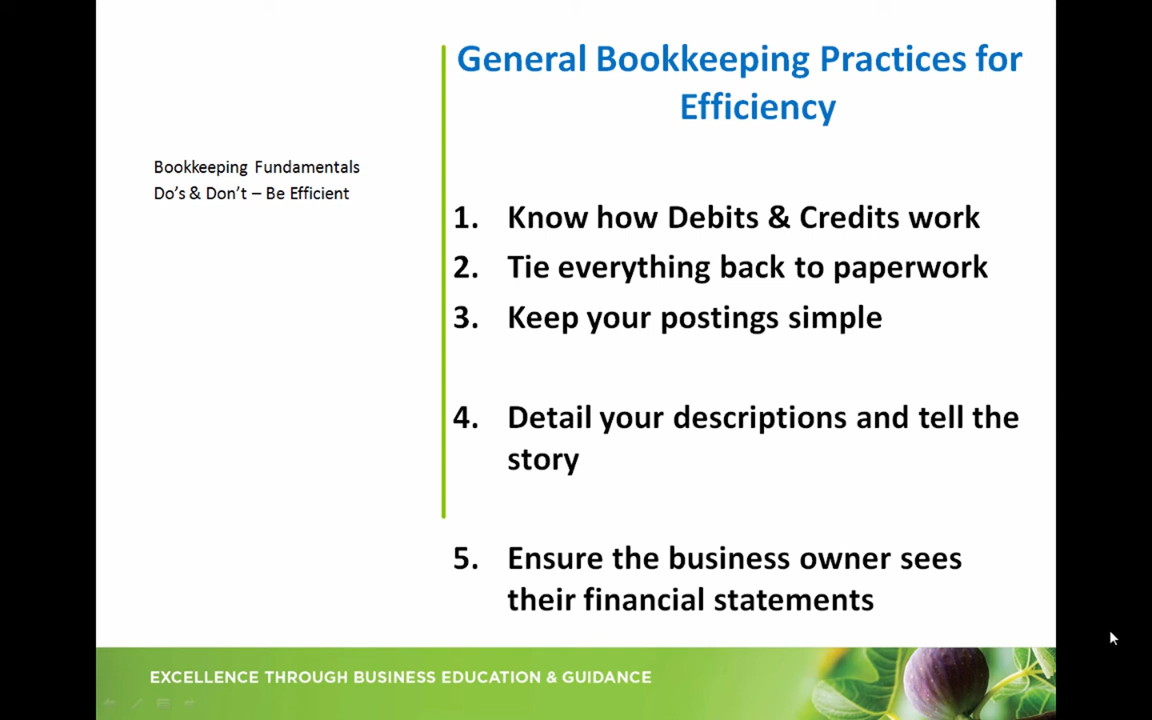 General Bookkeeping Practices for
Efficiency
Bookkeeping Fundamentals
Do's & Don't – Be Efficient
1. Know how Debits & Credits work
2. Tie everything back to paperwork
3. Keep your postings simple
4. Detail your descriptions and tell the
story
5. Ensure the business owner sees
their financial statements
EXCELLENCE THROUGH BUSINESS EDUCATION & GUIDANCE